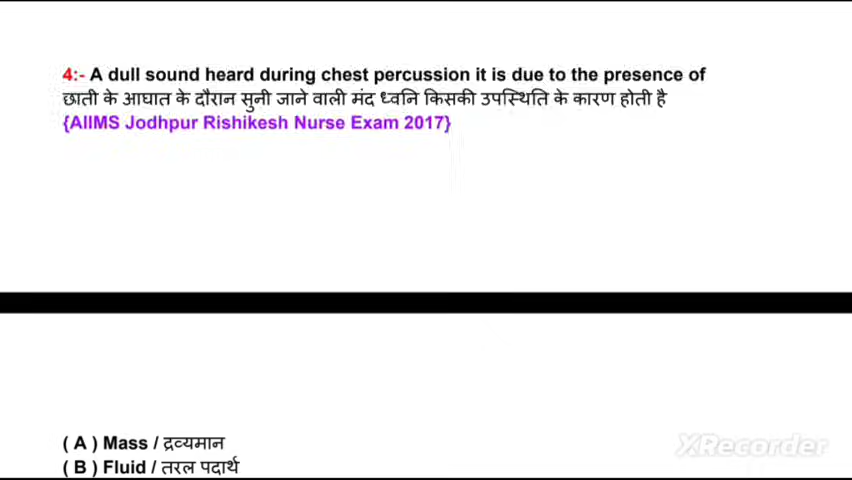 4:- A dull sound heard during chest percussion it is due to the presence of
छाती के आघात के दौरान सुनी जाने वाली मंद ध्वनि किसकी उपस्थिति के कारण होती है
{AIIMS Jodhpur Rishikesh Nurse Exam 2017}
( A ) Mass / द्रव्यमान
( B ) Fluid / तरल पदार्थ
XRecorder